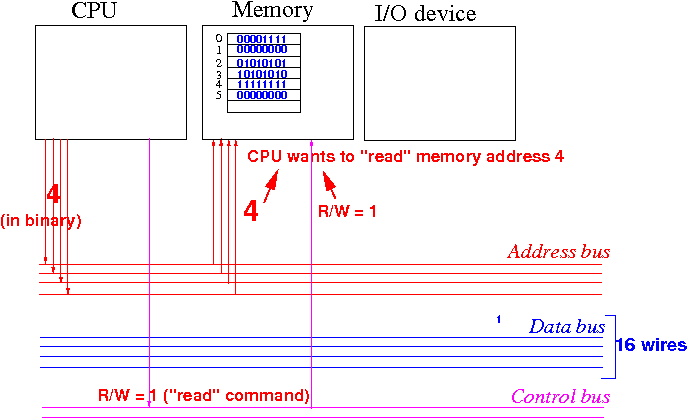 CPU
Memory
I/O device
0 00001111
1 00000000
2 01010101
3 10101010
4 11111111
5 00000000
CPU wants to "read" memory address 4
4
(in binary)
4
R/W = 1
Address bus
1
Data bus
16 wires
R/W = 1 ("read" command)
Control bus